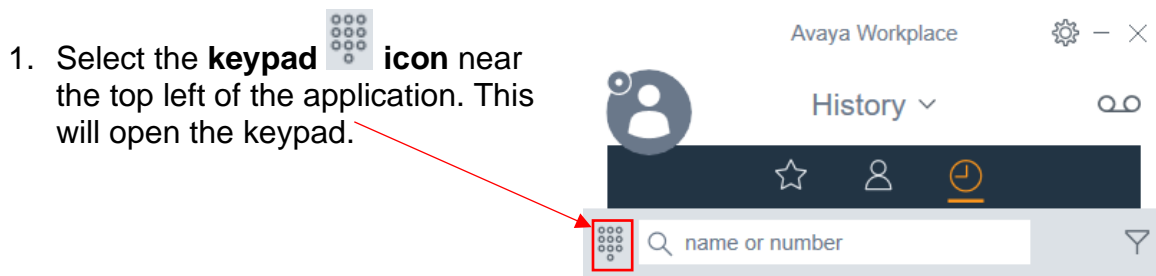 1. Select the keypad icon near
the top left of the application. This
will open the keypad.
Avaya Workplace
History
name or number